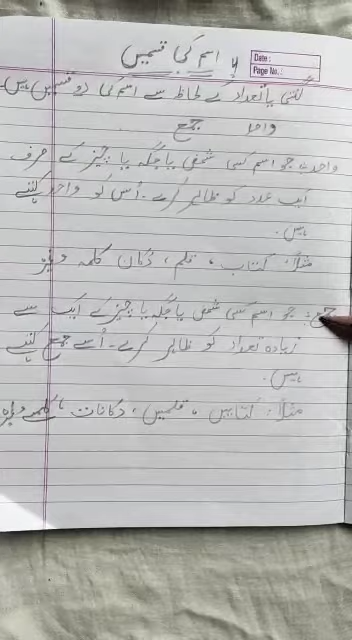 اسم کی قسمیں
Date :
Page No. :
گنتی یا تعداد کے لحاظ سے اسم کی دو قسمیں ہیں
واحد جمع
واحد: جو اسم کسی شخص یا جگہ یا چیز کے صرف
ایک عدد کو ظاہر کرے۔ اُس کو واحد کہتے
ہیں۔
مثلاً: کتاب، قلم، دُکان کلمہ وغیرہ
جمع: جو اسم کسی شخص یا جگہ یا چیز کے ایک سے
زیادہ تعداد کو ظاہر کرے۔ اُسے جمع کہتے
ہیں۔
مثلاً: کتابیں، قلمیں، دکانات، کلمے وغیرہ